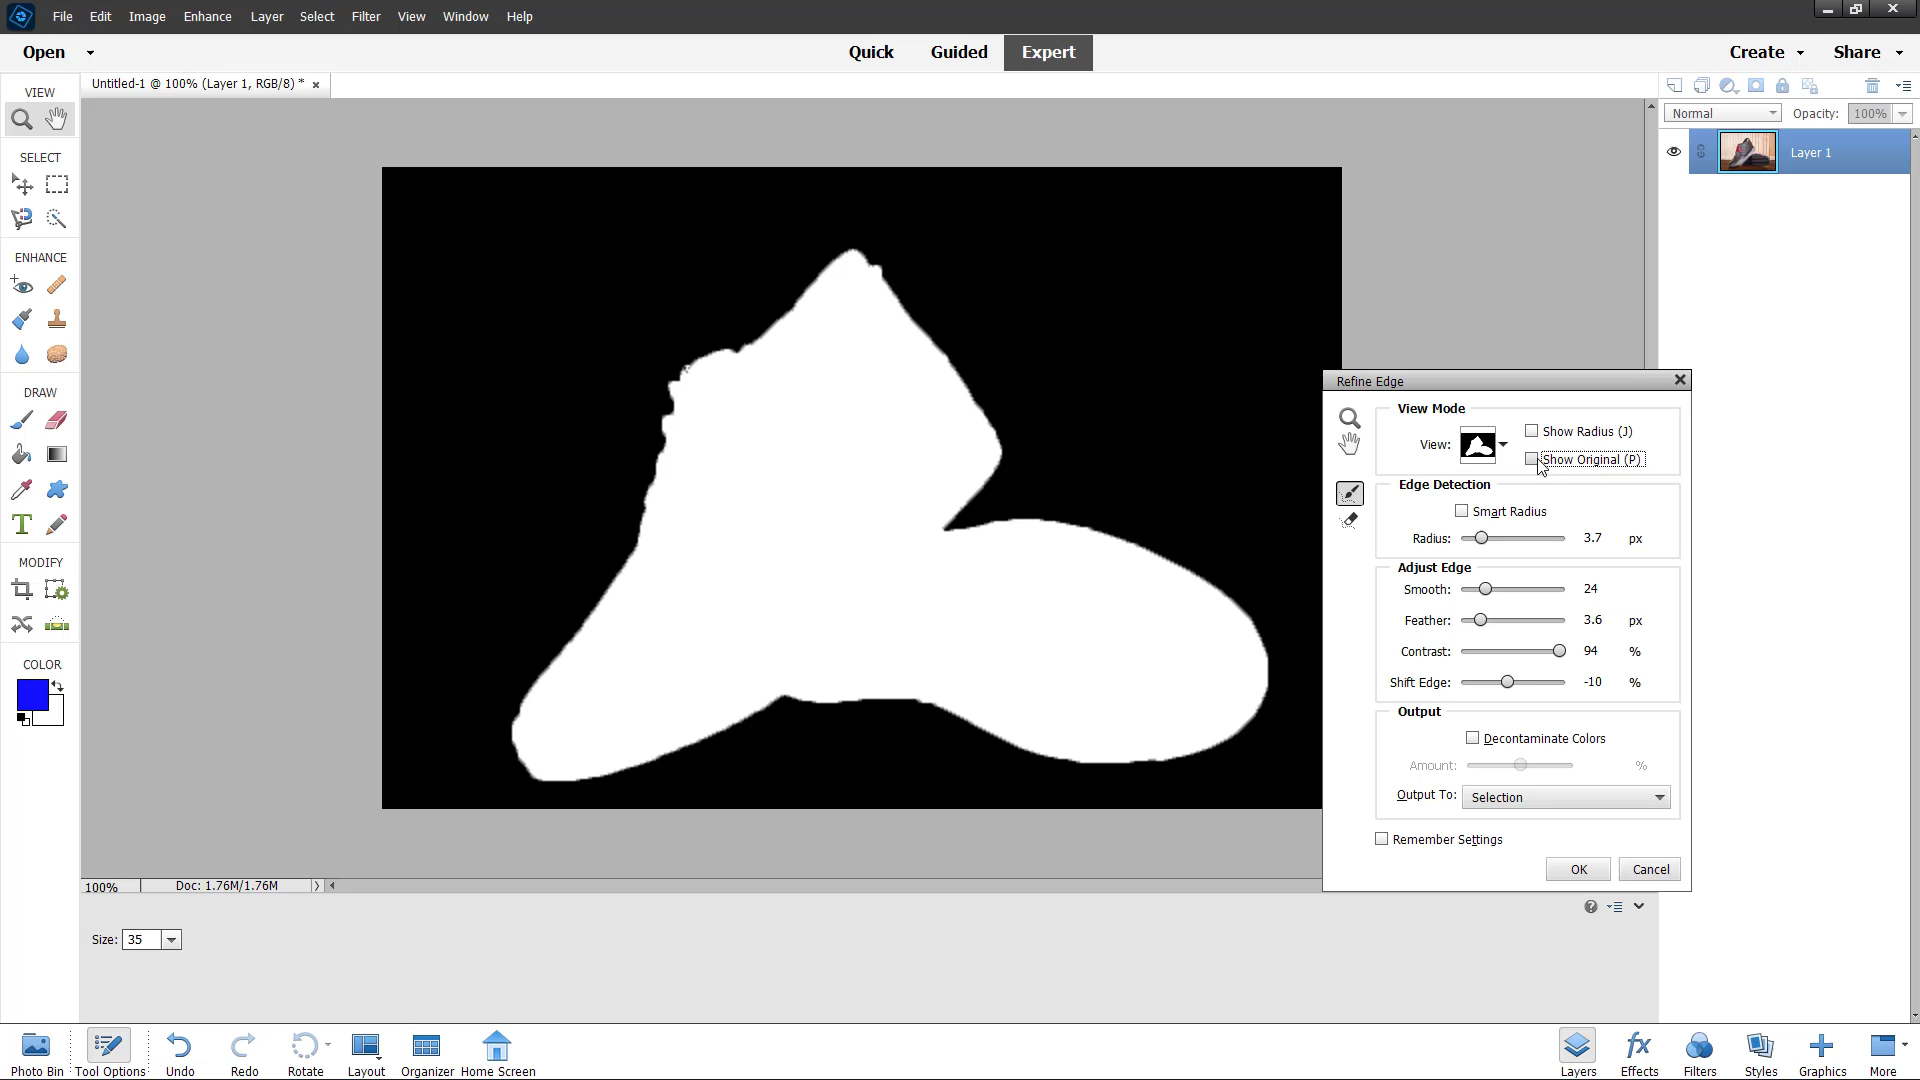 File Edit Image Enhance Layer Select Filter View Window Help
Open Quick Guided Expert Create Share
VIEW
Untitled-1 @ 100% (Layer 1, RGB/8) *
Normal Opacity: 100%
Layer 1
SELECT
ENHANCE
DRAW
MODIFY
COLOR
Refine Edge
View Mode
View: Show Radius (J)
Show Original (P)
Edge Detection
Smart Radius
Radius: 3.7 px
Adjust Edge
Smooth: 24
Feather: 3.6 px
Contrast: 94 %
Shift Edge: -10 %
Output
Decontaminate Colors
Amount: %
Output To: Selection
Remember Settings
OK Cancel
100% Doc: 1.76M/1.76M
Size: 35
Photo Bin Tool Options Undo Redo Rotate Layout Organizer Home Screen Layers Effects Filters Styles Graphics More